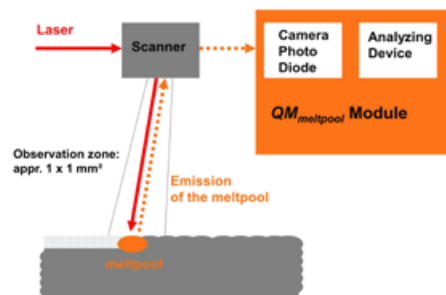 Laser
Scanner
Camera
Photo
Diode
Analyzing
Device
QMmeltpool Module
Observation zone:
appr. 1 x 1 mm²
Emission
of the meltpool
meltpool